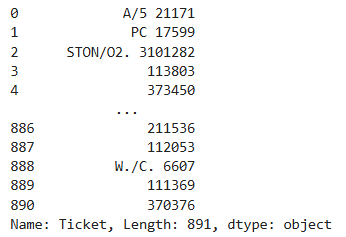 0 A/5 21171
1 PC 17599
2 STON/O2. 3101282
3 113803
4 373450
...
886 211536
887 112053
888 W./C. 6607
889 111369
890 370376
Name: Ticket, Length: 891, dtype: object